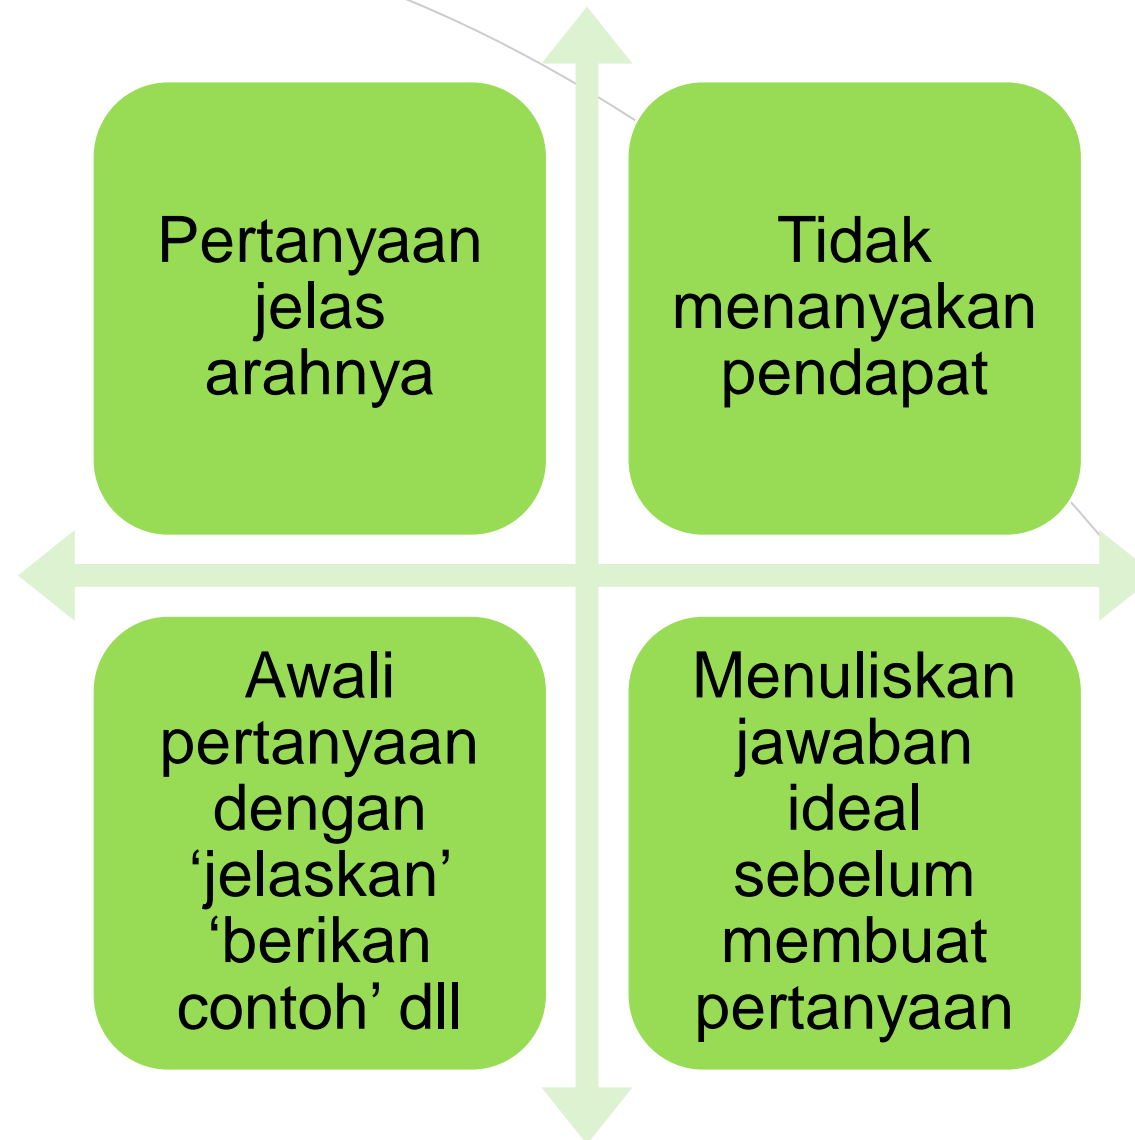 Pertanyaan
jelas
arahnya
Tidak
menanyakan
pendapat
Awali
pertanyaan
dengan
‘jelaskan’
‘berikan
contoh’ dll
Menuliskan
jawaban
ideal
sebelum
membuat
pertanyaan